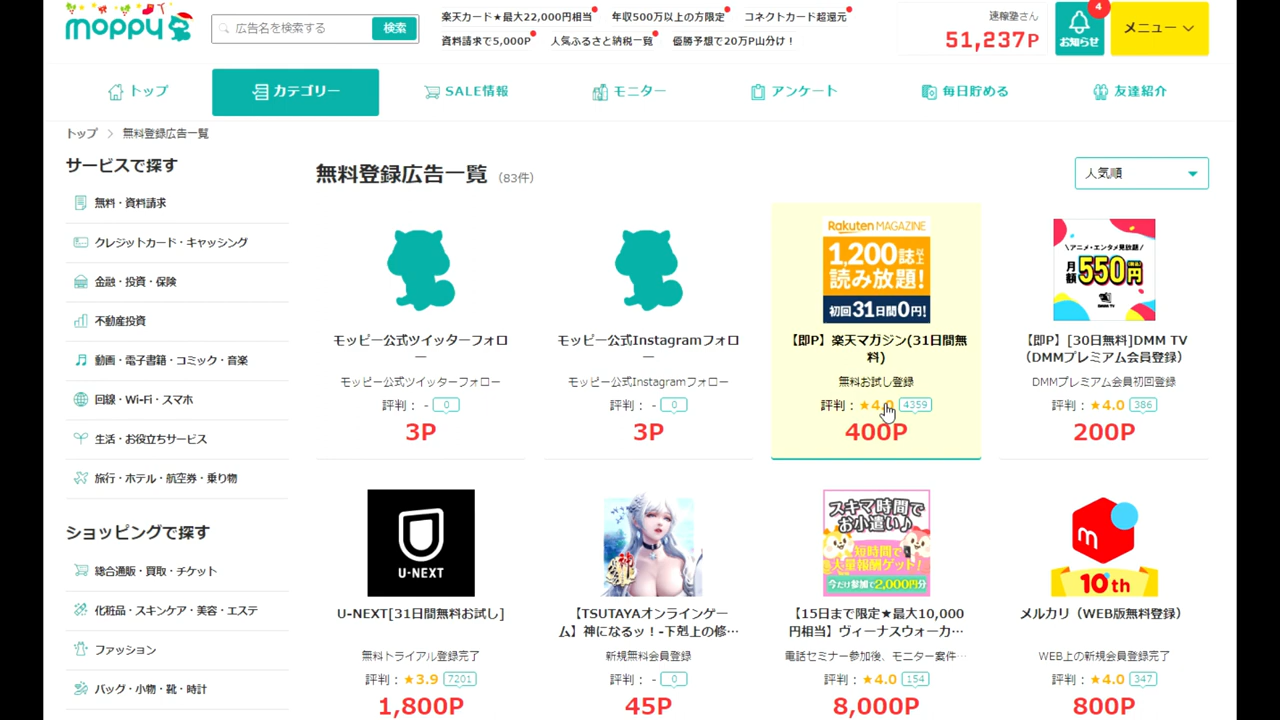 moppy
広告名を検索する
検索
楽天カード★最大22,000円相当
年収500万以上の方限定
コネクトカード超還元
資料請求で5,000P
人気ふるさと納税一覧
優勝予想で20万P山分け！
速稼塾さん
51,237P
4
お知らせ
メニュー
トップ
カテゴリー
SALE情報
モニター
アンケート
毎日貯める
友達紹介
トップ > 無料登録広告一覧
サービスで探す
無料・資料請求
クレジットカード・キャッシング
金融・投資・保険
不動産投資
動画・電子書籍・コミック・音楽
回線・Wi-Fi・スマホ
生活・お役立ちサービス
旅行・ホテル・航空券・乗り物
ショッピングで探す
総合通販・買取・チケット
化粧品・スキンケア・美容・エステ
ファッション
バッグ・小物・靴・時計
無料登録広告一覧 （83件）
人気順
モッピー公式ツイッターフォロ
ー
モッピー公式ツイッターフォロー
評判： - 0
3P
モッピー公式Instagramフォロ
ー
モッピー公式Instagramフォロー
評判： - 0
3P
Rakuten MAGAZINE
1,200誌以上
読み放題！
初回31日間0円！
【即P】楽天マガジン(31日間無
料)
無料お試し登録
評判：★4.0 4359
400P
\アニメ・エンタメ見放題/
月額550円(税込)
DMM TV
【即P】[30日無料]DMM TV
（DMMプレミアム会員登録）
DMMプレミアム会員初回登録
評判：★4.0 386
200P
U-NEXT
U-NEXT[31日間無料お試し]
無料トライアル登録完了
評判：★3.9 7201
1,800P
【TSUTAYAオンラインゲー
ム】神になるッ！-下剋上の修…
新規無料会員登録
評判： - 0
45P
スキマ時間で
お小遣い♪
短時間で
大量報酬ゲット！
今だけ参加で2,000円分
【15日まで限定★最大10,000
円相当】ヴィーナスウォーカ…
電話セミナー参加後、モニター案件…
評判：★4.0 154
8,000P
m
10th
メルカリ（WEB版無料登録）
WEB上の新規会員登録完了
評判：★4.0 347
800P